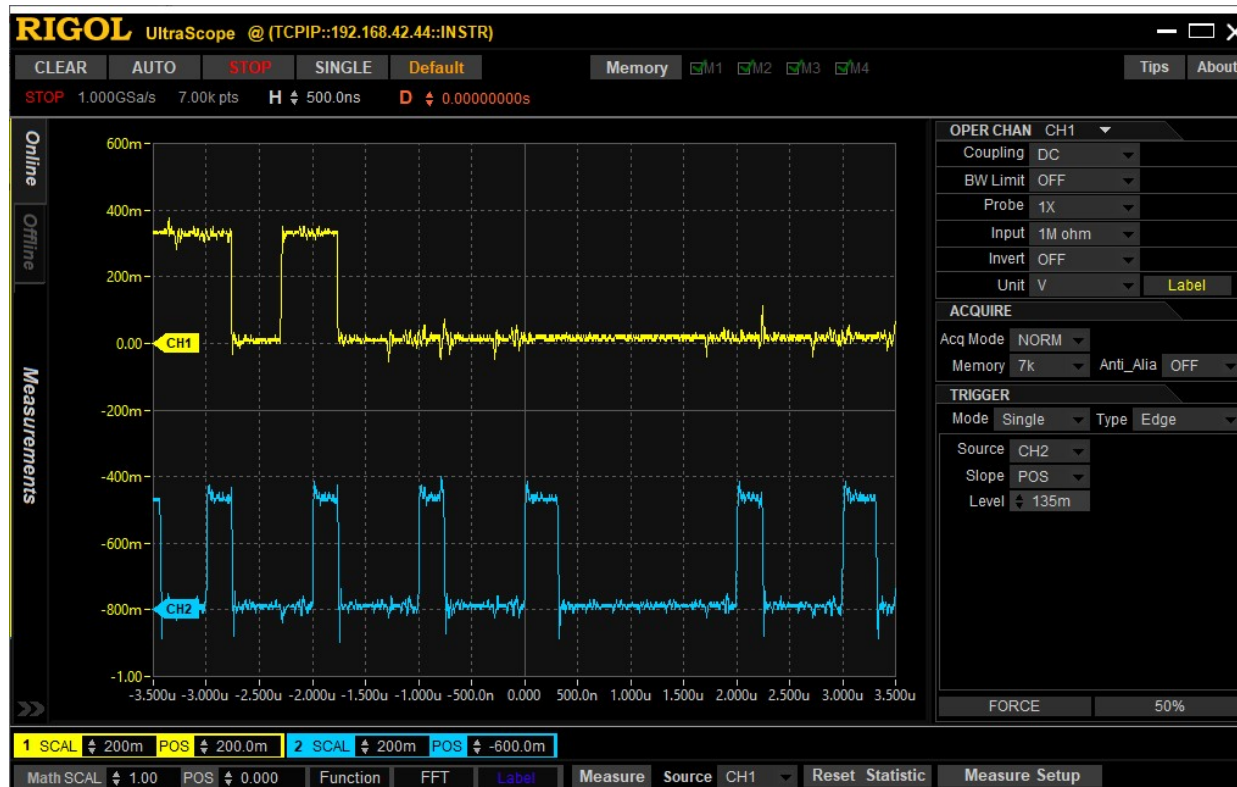 RIGOL UltraScope @ (TCPIP::192.168.42.44::INSTR)
CLEAR AUTO STOP SINGLE Default Memory M1 M2 M3 M4 Tips About
STOP 1.000GSa/s 7.00k pts H 500.0ns D 0.00000000s
Online
Offline
Measurements
600m
400m
200m
0.00
-200m
-400m
-600m
-800m
-1.00
CH1
CH2
-3.500u -3.000u -2.500u -2.000u -1.500u -1.000u -500.0n 0.000 500.0n 1.000u 1.500u 2.000u 2.500u 3.000u 3.500u
OPER CHAN CH1
Coupling DC
BW Limit OFF
Probe 1X
Input 1M ohm
Invert OFF
Unit V Label
ACQUIRE
Acq Mode NORM
Memory 7k Anti_Alia OFF
TRIGGER
Mode Single Type Edge
Source CH2
Slope POS
Level 135m
FORCE 50%
1 SCAL 200m POS 200.0m 2 SCAL 200m POS -600.0m
Math SCAL 1.00 POS 0.000 Function FFT Label Measure Source CH1 Reset Statistic Measure Setup